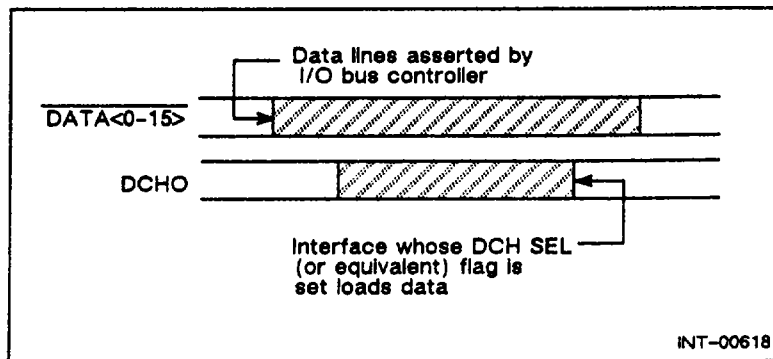 Data lines asserted by
I/O bus controller
DATA<0-15>
DCHO
Interface whose DCH SEL
(or equivalent) flag is
set loads data
INT-00618